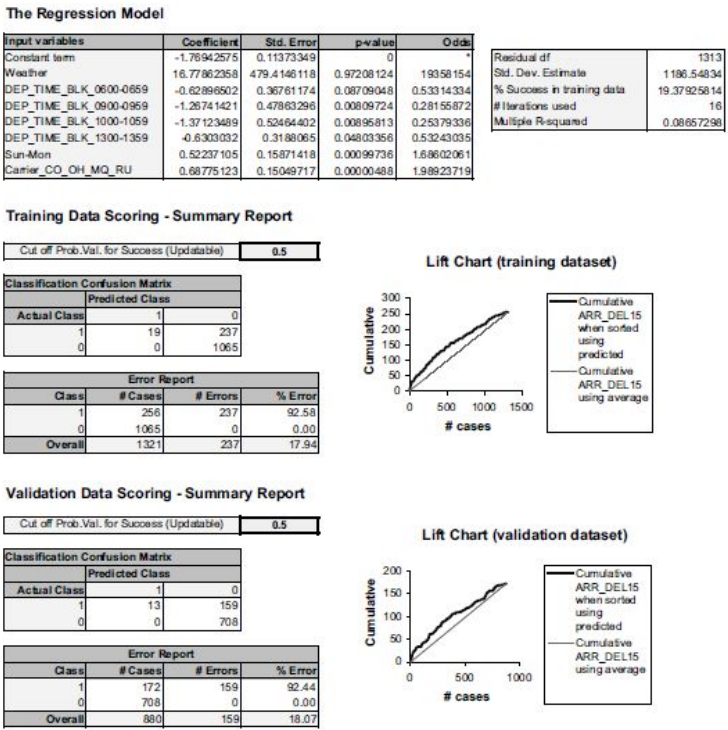 The Regression Model
Input variables Coefficient Std. Error p-value Odds
Constant term -1.76942575 0.11373349 0 *
Weather 16.77862358 479.4146118 0.97208124 19358154
DEP_TIME_BLK_0600-0659 -0.62896502 0.36761174 0.08709048 0.53314334
DEP_TIME_BLK_0900-0959 -1.26741421 0.47863296 0.00809724 0.28155872
DEP_TIME_BLK_1000-1059 -1.37123489 0.52464402 0.00895813 0.25379336
DEP_TIME_BLK_1300-1359 -0.6303032 0.3188065 0.04803356 0.53243035
Sun-Mon 0.52237105 0.15871418 0.00099736 1.68602061
Carrier_CO_OH_MQ_RU 0.68775123 0.15049717 0.00000488 1.98923719
Residual df 1313
Std. Dev. Estimate 1186.54834
% Success in training data 19.37925814
# Iterations used 16
Multiple R-squared 0.08657298
Training Data Scoring - Summary Report
Cut off Prob.Val. for Success (Updatable) 0.5
Classification Confusion Matrix
Predicted Class
Actual Class 1 0
1 19 237
0 0 1065
Error Report
Class # Cases # Errors % Error
1 256 237 92.58
0 1065 0 0.00
Overall 1321 237 17.94
Lift Chart (training dataset)
Cumulative
300
250
200
150
100
50
0
0 500 1000 1500
# cases
Cumulative
ARR_DEL15
when sorted
using
predicted
Cumulative
ARR_DEL15
using average
Validation Data Scoring - Summary Report
Cut off Prob.Val. for Success (Updatable) 0.5
Classification Confusion Matrix
Predicted Class
Actual Class 1 0
1 13 159
0 0 708
Error Report
Class # Cases # Errors % Error
1 172 159 92.44
0 708 0 0.00
Overall 880 159 18.07
Lift Chart (validation dataset)
Cumulative
200
150
100
50
0
0 500 1000
# cases
Cumulative
ARR_DEL15
when sorted
using
predicted
Cumulative
ARR_DEL15
using average